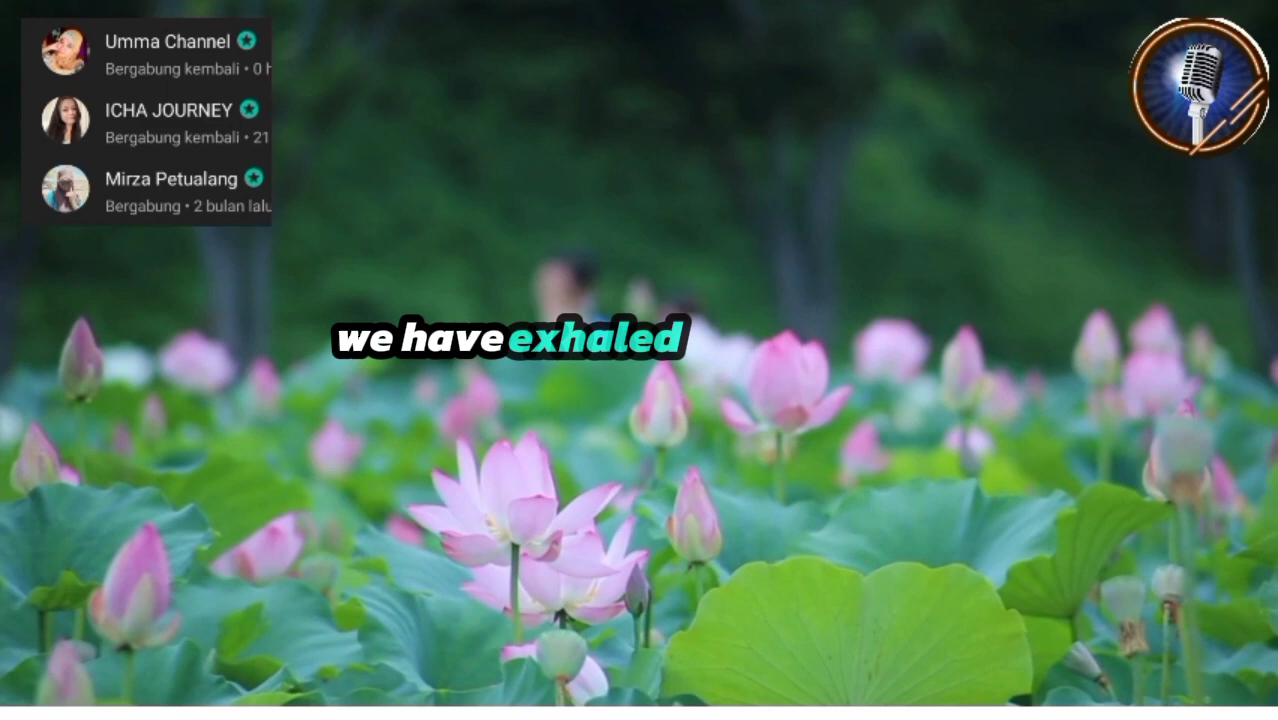 Umma Channel
Bergabung kembali • 0 h
ICHA JOURNEY
Bergabung kembali • 21
Mirza Petualang
Bergabung • 2 bulan lalu
we have exhaled